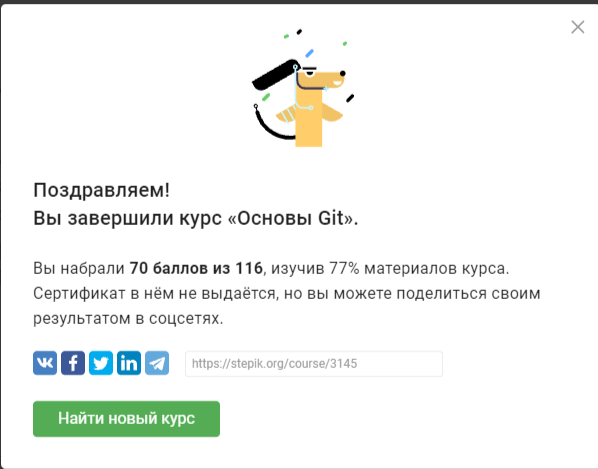 Поздравляем!
Вы завершили курс «Основы Git».
Вы набрали 70 баллов из 116, изучив 77% материалов курса.
Сертификат в нём не выдаётся, но вы можете поделиться своим
результатом в соцсетях.
https://stepik.org/course/3145
Найти новый курс